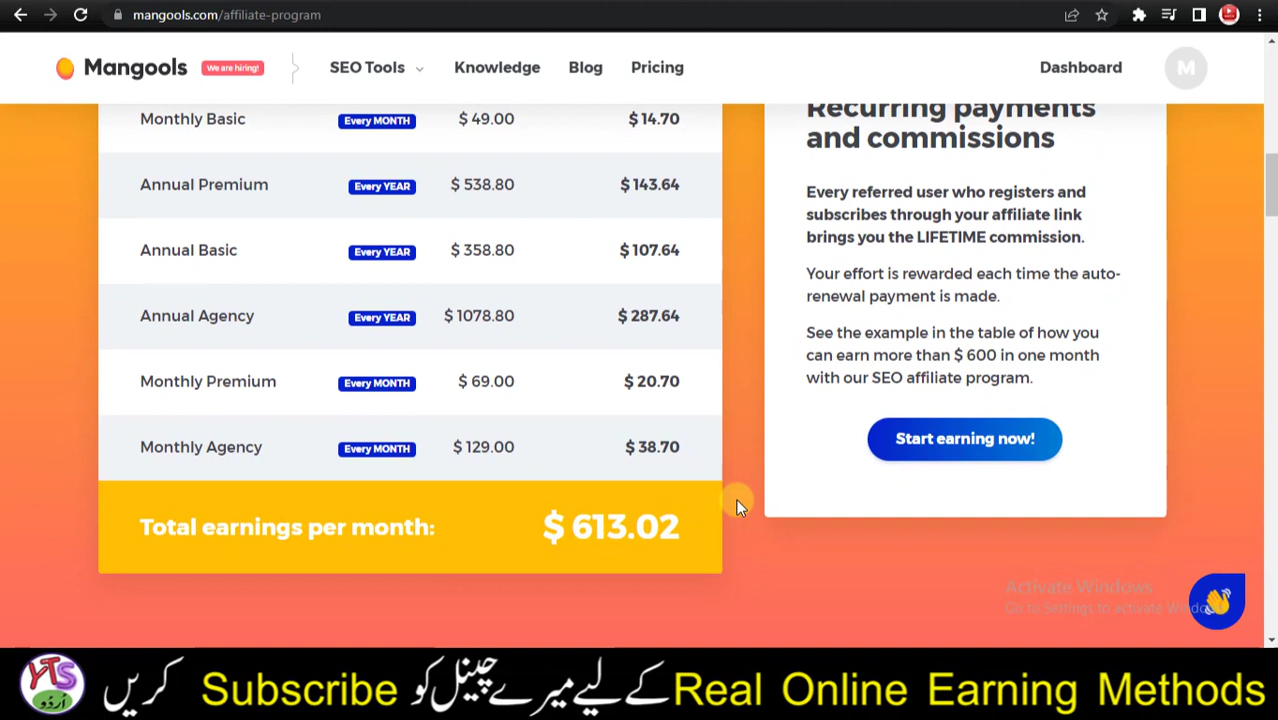 mangools.com/affiliate-program
Mangools
We are hiring!
SEO Tools
Knowledge
Blog
Pricing
Dashboard
M
Monthly Basic Every MONTH $ 49.00 $ 14.70
Annual Premium Every YEAR $ 538.80 $ 143.64
Annual Basic Every YEAR $ 358.80 $ 107.64
Annual Agency Every YEAR $ 1078.80 $ 287.64
Monthly Premium Every MONTH $ 69.00 $ 20.70
Monthly Agency Every MONTH $ 129.00 $ 38.70
Total earnings per month: $ 613.02
Recurring payments
and commissions
Every referred user who registers and
subscribes through your affiliate link
brings you the LIFETIME commission.
Your effort is rewarded each time the auto-
renewal payment is made.
See the example in the table of how you
can earn more than $ 600 in one month
with our SEO affiliate program.
Start earning now!
Activate Windows
Go to Settings to activate Windows
YTS
اُردُو
Real Online Earning Methods کےلیےمیرےچینل کو Subscribe کریں